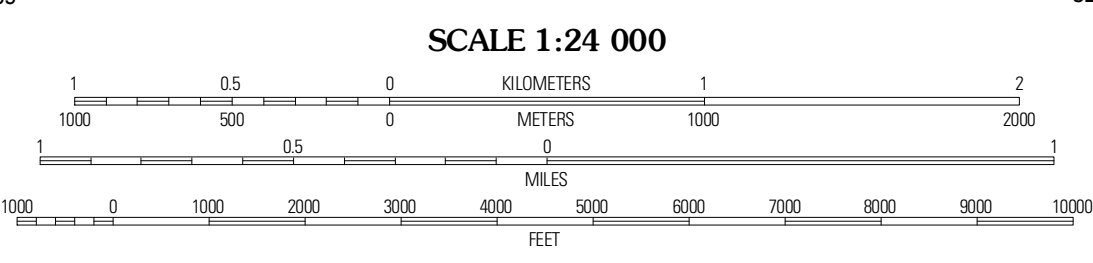 SCALE 1:24 000
1 0.5 0 KILOMETERS 1 2
1000 500 0 METERS 1000 2000
1 0.5 0 1
MILES
1000 0 1000 2000 3000 4000 5000 6000 7000 8000 9000 10000
FEET